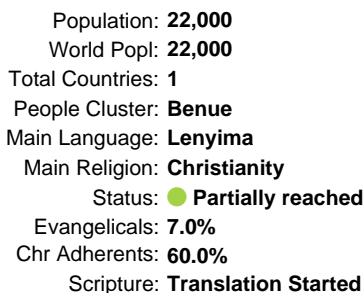 Population: 22,000
World Popl: 22,000
Total Countries: 1
People Cluster: Benue
Main Language: Lenyima
Main Religion: Christianity
Status: Partially reached
Evangelicals: 7.0%
Chr Adherents: 60.0%
Scripture: Translation Started